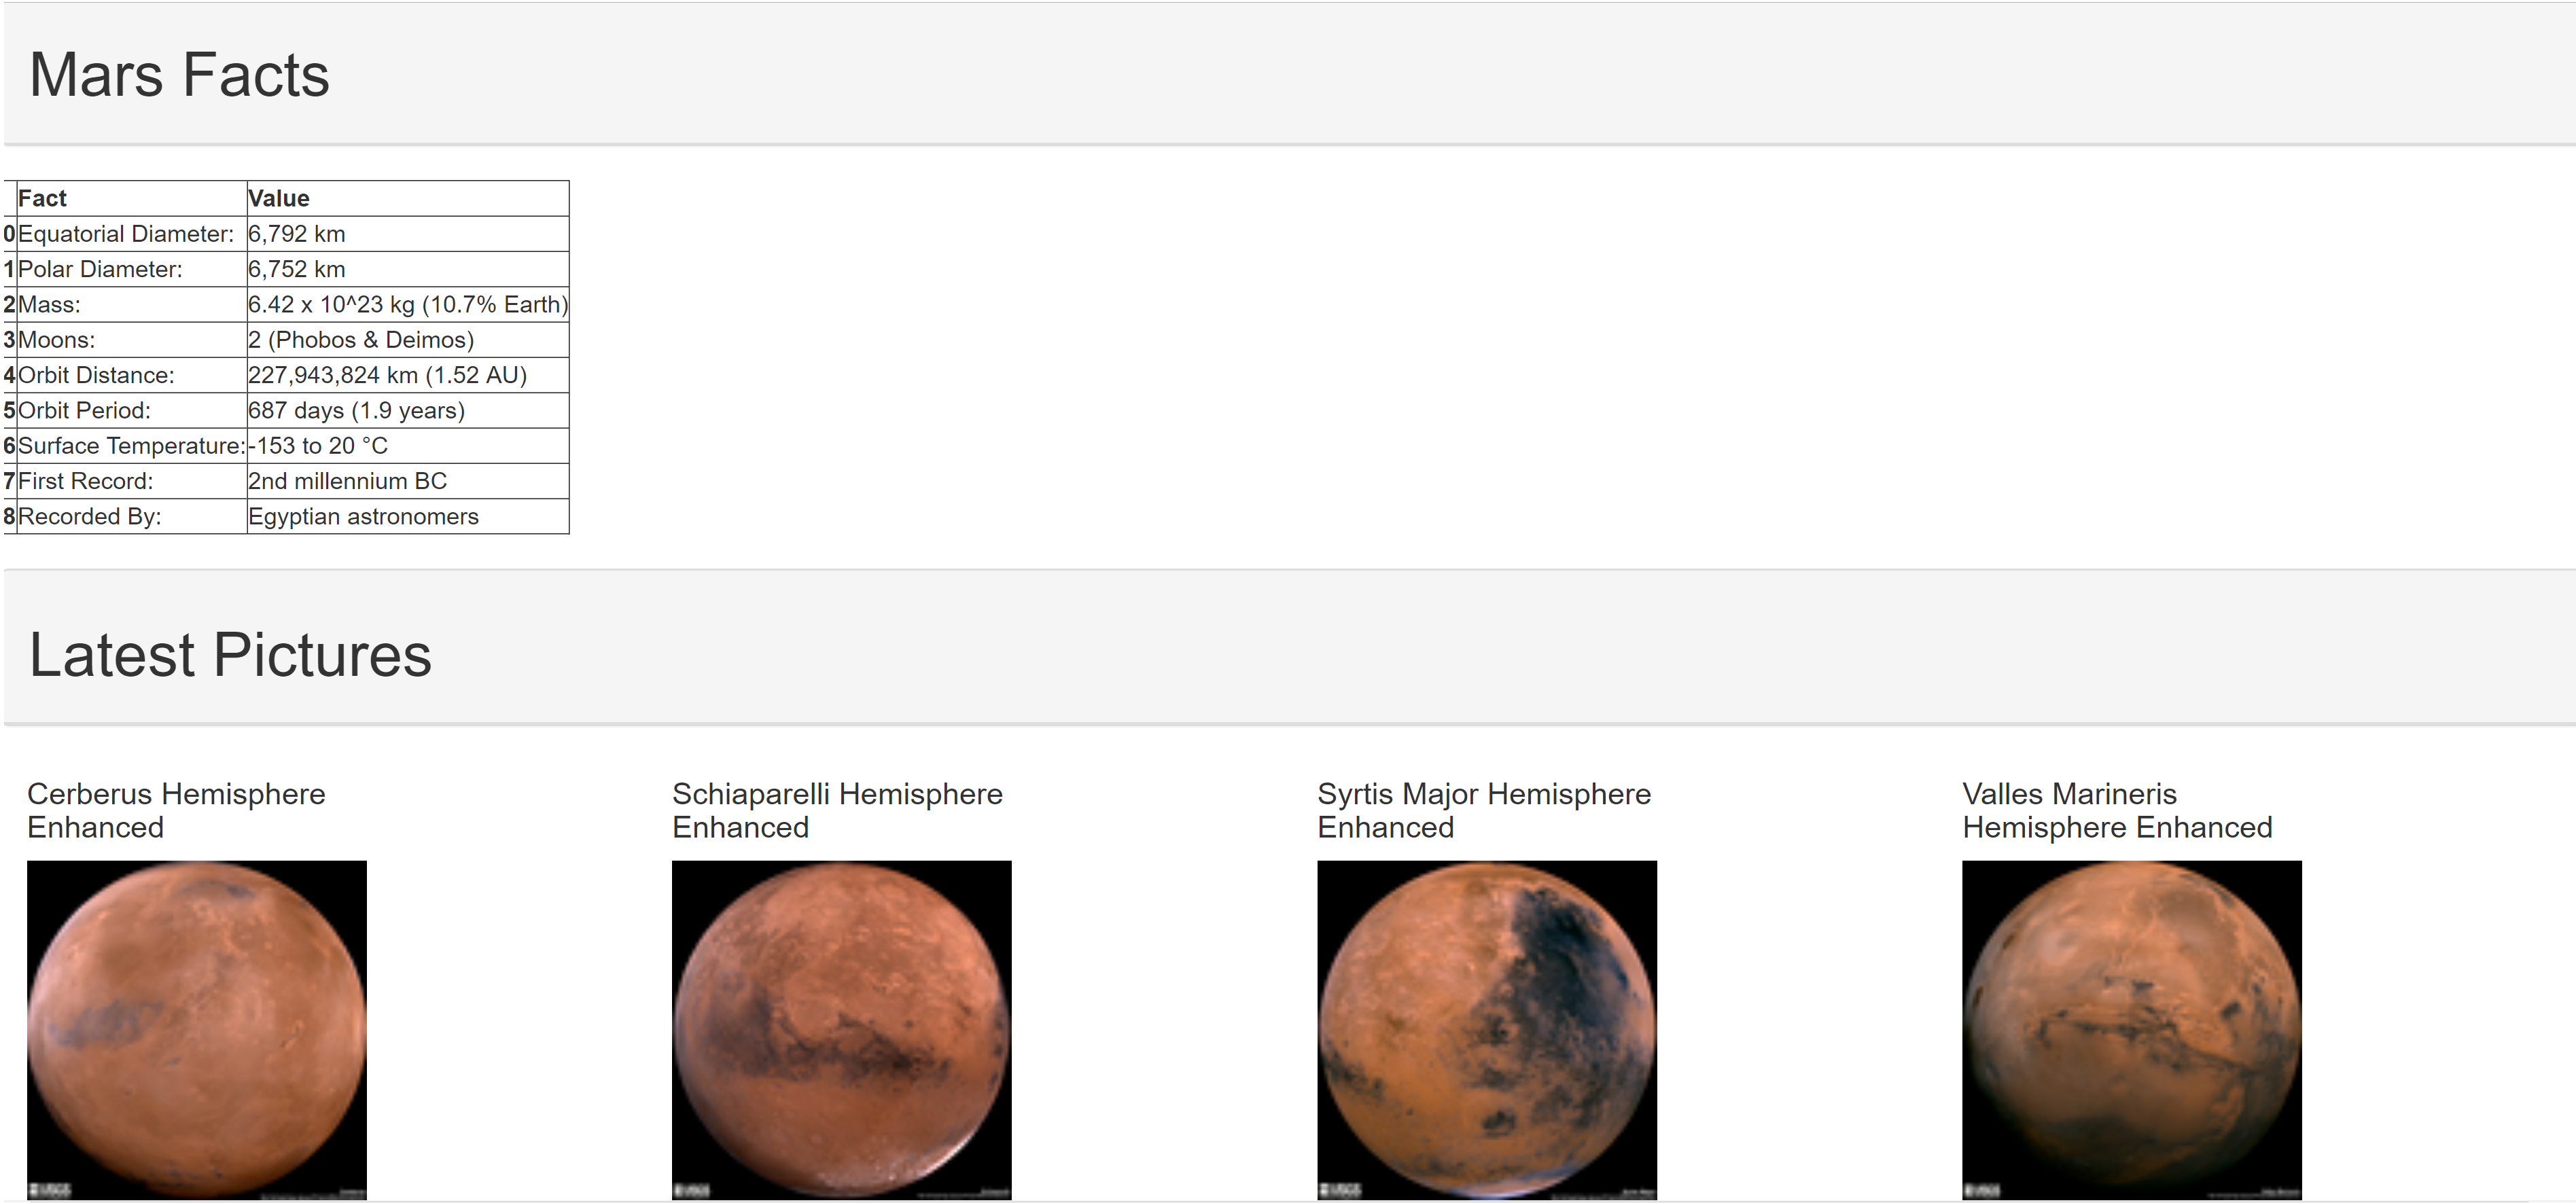 Mars Facts
Fact Value
0 Equatorial Diameter: 6,792 km
1 Polar Diameter: 6,752 km
2 Mass: 6.42 x 10^23 kg (10.7% Earth)
3 Moons: 2 (Phobos & Deimos)
4 Orbit Distance: 227,943,824 km (1.52 AU)
5 Orbit Period: 687 days (1.9 years)
6 Surface Temperature: -153 to 20 °C
7 First Record: 2nd millennium BC
8 Recorded By: Egyptian astronomers
Latest Pictures
Cerberus Hemisphere
Enhanced
Schiaparelli Hemisphere
Enhanced
Syrtis Major Hemisphere
Enhanced
Valles Marineris
Hemisphere Enhanced